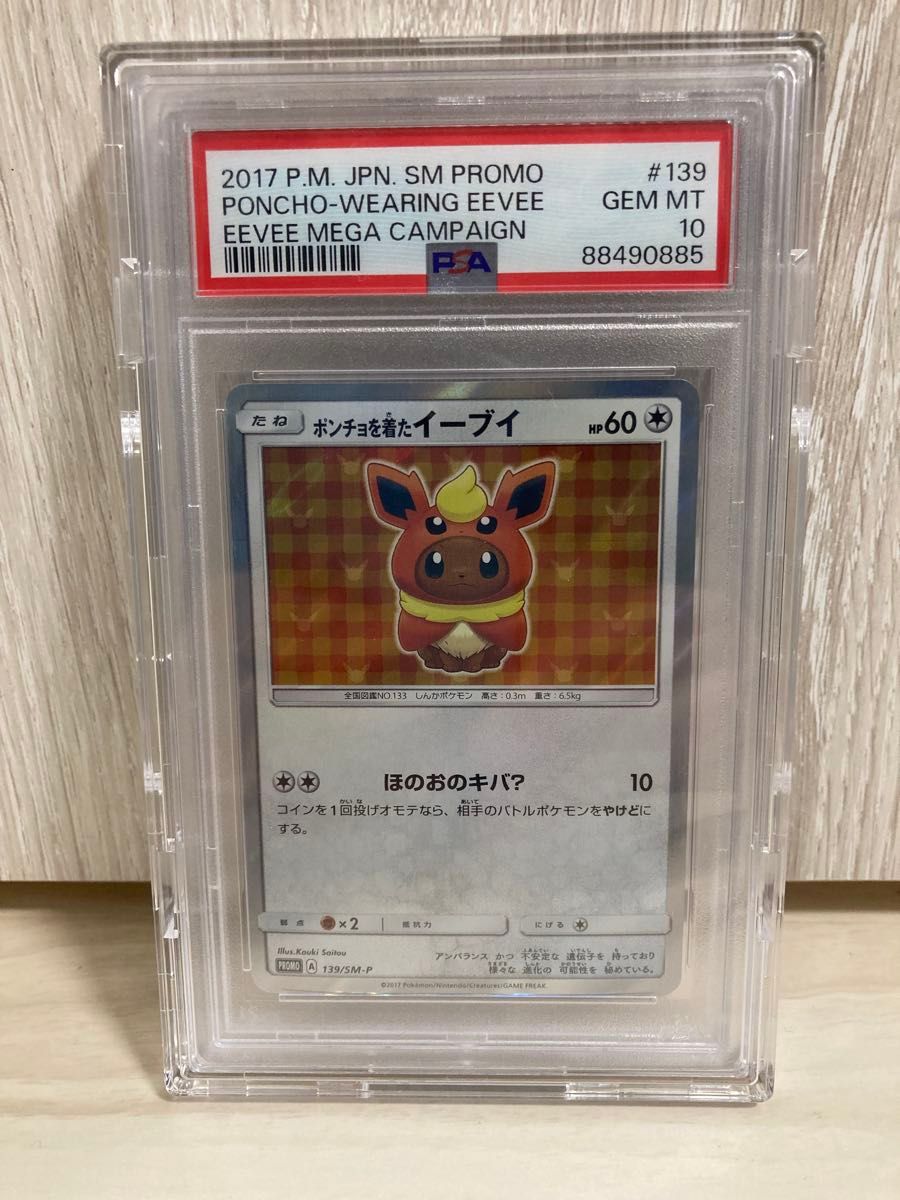 2017 P.M. JPN. SM PROMO #139
PONCHO-WEARING EEVEE GEM MT
EEVEE MEGA CAMPAIGN 10
PSA 88490885
たね ポンチョを着たイーブイ HP60
全国図鑑NO.133 しんかポケモン 高さ:0.3m 重さ:6.5kg
ほのおのキバ? 10
コインを1回投げオモテなら、相手のバトルポケモンをやけどに
する。
弱点 ×2 抵抗力 にげる
Illus.Kouki Saitou
アンバランス かつ 不安定な 遺伝子を 持っており
様々な 進化の 可能性を 秘めている。
PROMO A 139/SM-P
©2017 Pokémon/Nintendo/Creatures/GAME FREAK.